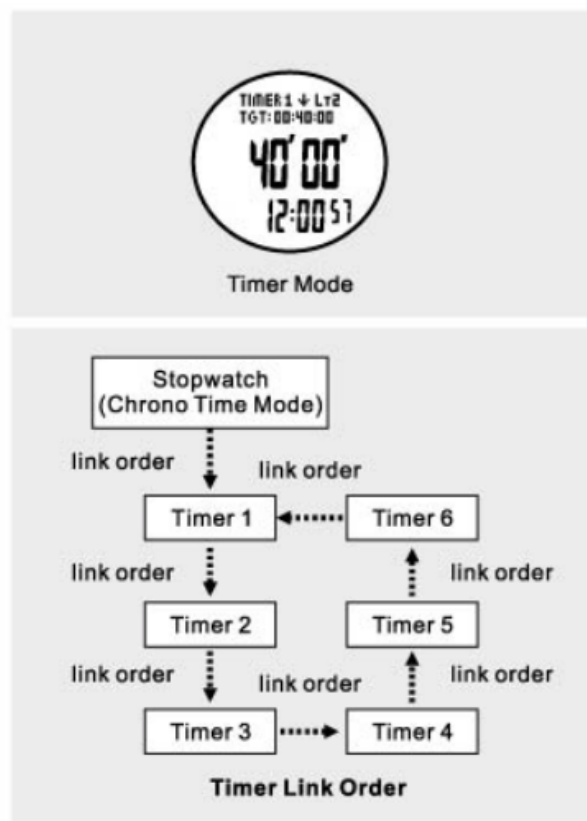 TIMER 1 ↓ LT2
TGT: 00:40:00
40' 00'
12:00 57
Timer Mode
Stopwatch
(Chrono Time Mode)
link order
link order
Timer 1
Timer 6
link order
link order
Timer 2
Timer 5
link order
link order
link order
Timer 3
Timer 4
Timer Link Order